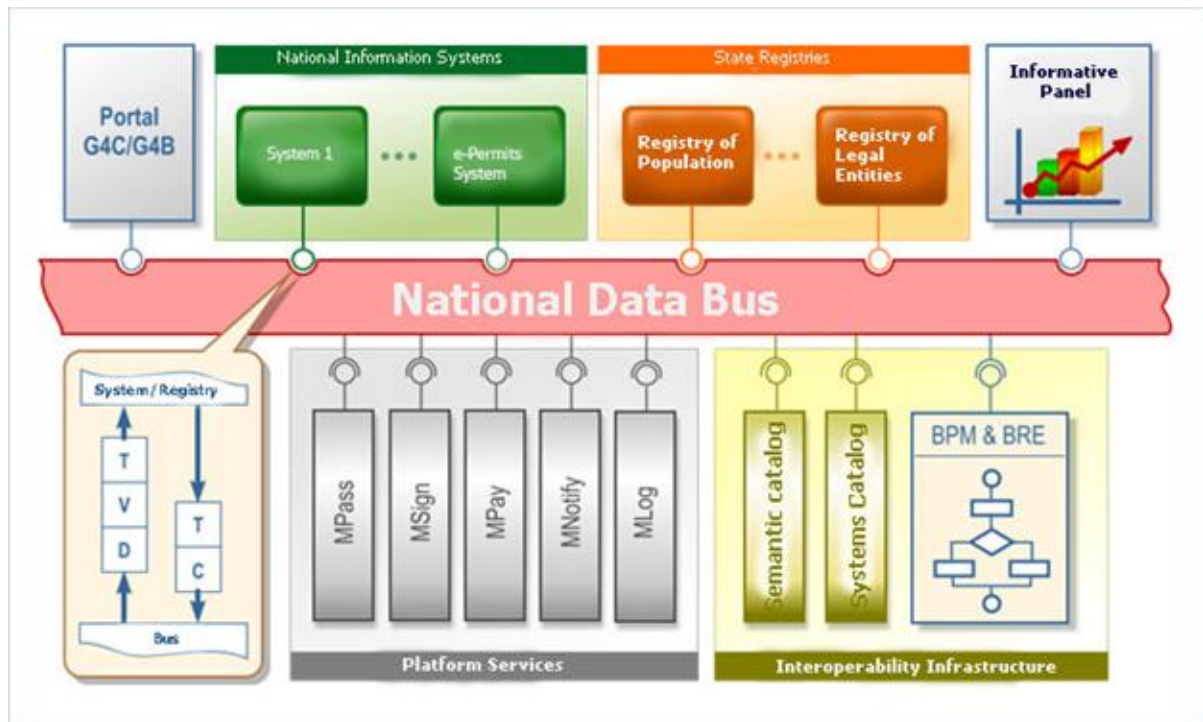 National Information Systems
State Registries
Portal
G4C/G4B
System 1
e-Permits
System
Registry of
Population
Registry of
Legal
Entities
Informative
Panel
National Data Bus
System / Registry
T
V
D
T
C
Bus
MPass
MSign
MPay
MNotify
MLog
Platform Services
Semantic catalog
Systems Catalog
BPM & BRE
Interoperability Infrastructure